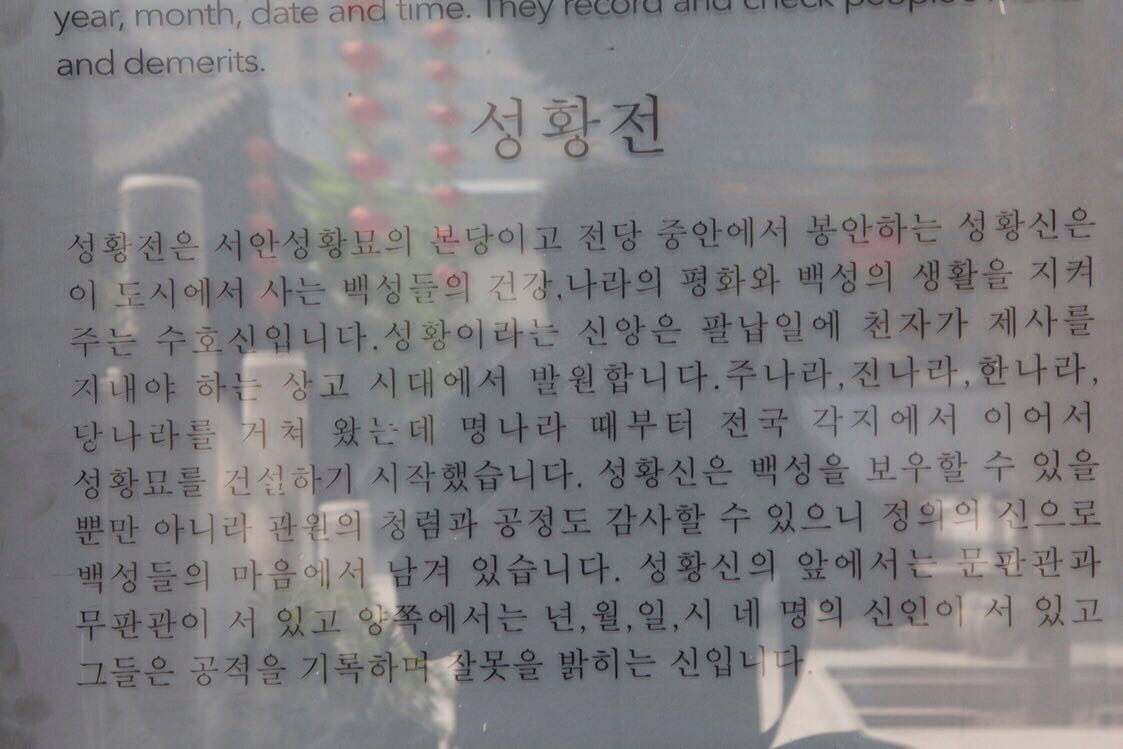 year, month, date and time. They record and check people's
and demerits.
성황전
성황전은 서안성황묘의 본당이고 전당 중안에서 봉안하는 성황신은
이 도시에서 사는 백성들의 건강,나라의 평화와 백성의 생활을 지켜
주는 수호신입니다.성황이라는 신앙은 팔납일에 천자가 제사를
지내야 하는 상고 시대에서 발원합니다.주나라,진나라,한나라,
당나라를 거쳐 왔는데 명나라 때부터 전국 각지에서 이어서
성황묘를 건설하기 시작했습니다. 성황신은 백성을 보우할 수 있을
뿐만 아니라 관원의 청렴과 공정도 감사할 수 있으니 정의의 신으로
백성들의 마음에서 남겨 있습니다. 성황신의 앞에서는 문판관과
무판관이 서 있고 양쪽에서는 년,월,일,시 네 명의 신인이 서 있고
그들은 공적을 기록하며 잘못을 밝히는 신입니다.